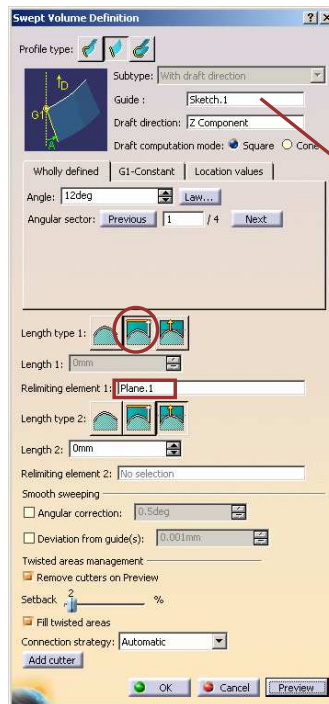 Swept Volume Definition
Profile type:
Subtype: With draft direction
Guide : Sketch.1
Draft direction: Z Component
Draft computation mode: Square Cone
D
G1
A
Wholly defined G1-Constant Location values
Angle: 12deg Law...
Angular sector: Previous 1 / 4 Next
Length type 1:
Length 1: 0mm
Relimiting element 1: Plane.1
Length type 2:
Length 2: 0mm
Relimiting element 2: No selection
Smooth sweeping
Angular correction: 0.5deg
Deviation from guide(s): 0.001mm
Twisted areas management
Remove cutters on Preview
2
Setback %
Fill twisted areas
Connection strategy: Automatic
Add cutter
OK Cancel Preview